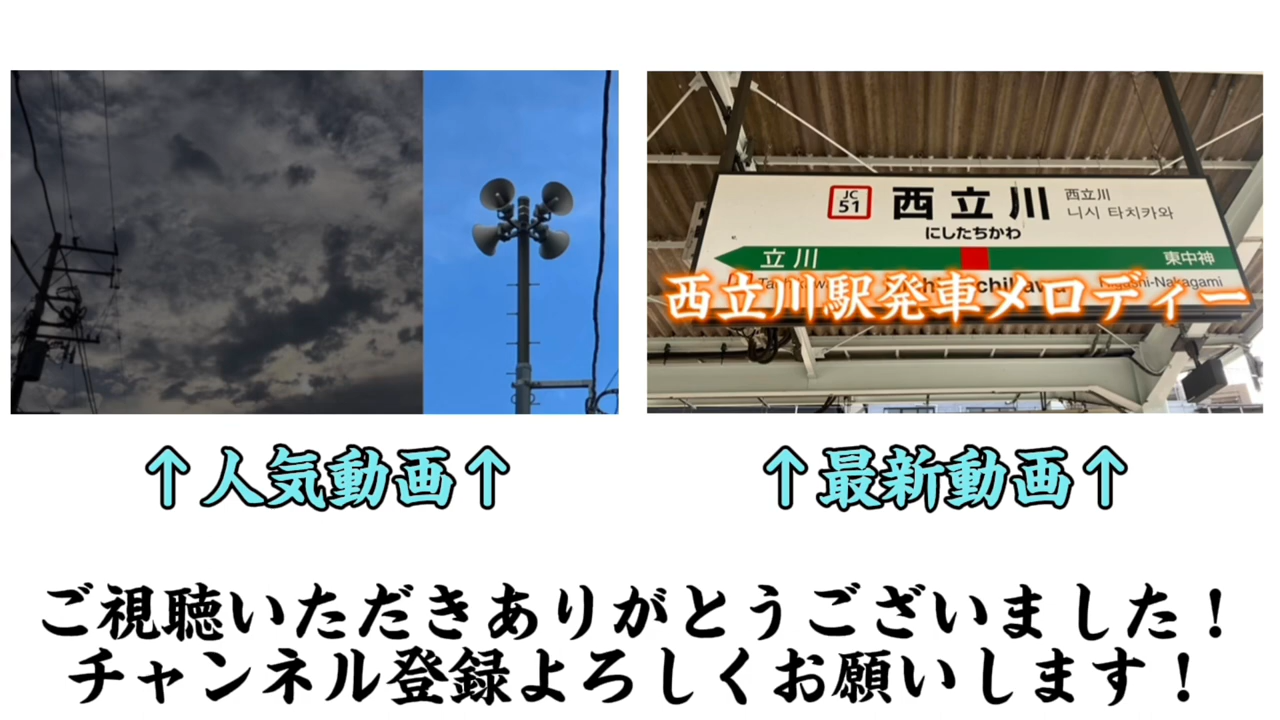 JC
51
西立川
にしたちかわ
西立川
니시 타치카와
立川
東中神
西立川駅発車メロディー
↑人気動画↑
↑最新動画↑
ご視聴いただきありがとうございました！
チャンネル登録よろしくお願いします！